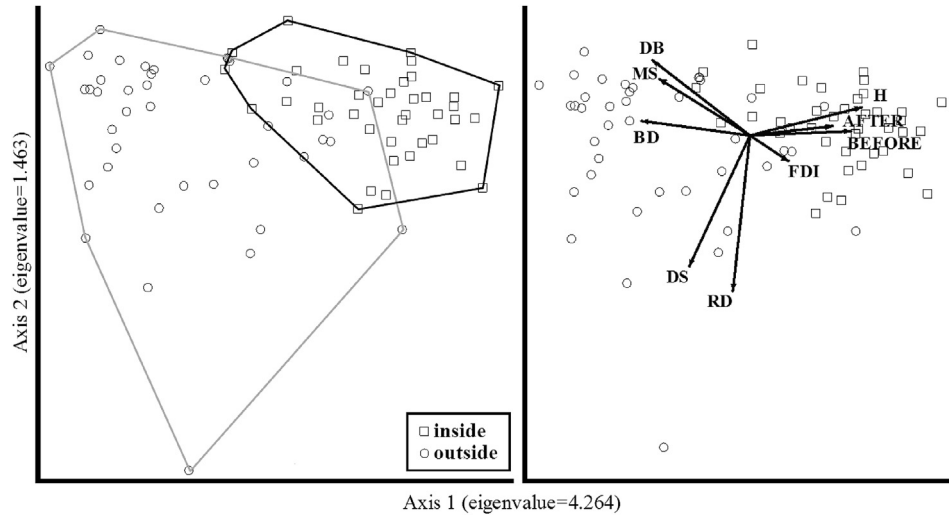 Axis 2 (eigenvalue=1.463)
inside
outside
DB
MS
BD
H
AFTER
BEFORE
FDI
DS
RD
Axis 1 (eigenvalue=4.264)